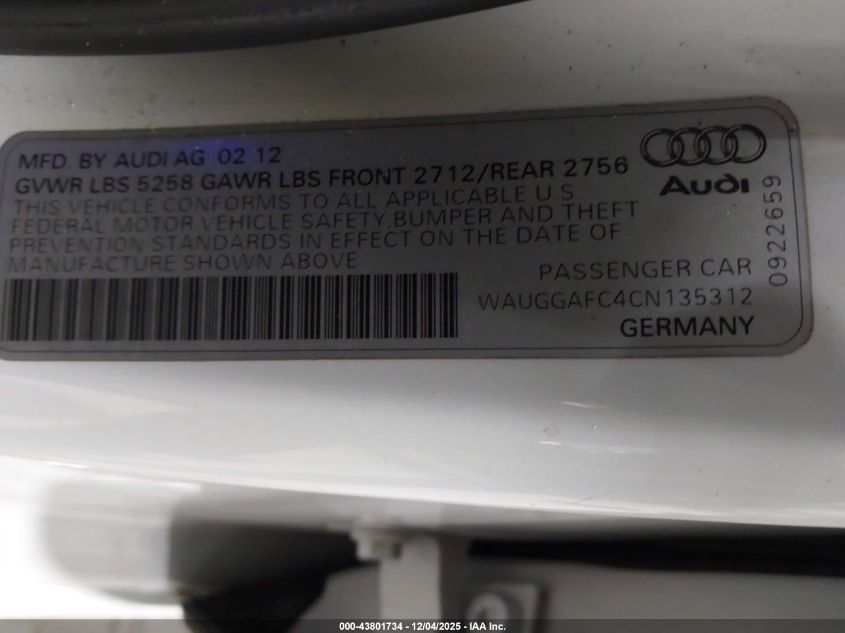 MFD. BY AUDI AG 02 12
GVWR LBS 5258 GAWR LBS FRONT 2712/REAR 2756
THIS VEHICLE CONFORMS TO ALL APPLICABLE U.S.
FEDERAL MOTOR VEHICLE SAFETY,BUMPER AND THEFT
PREVENTION STANDARDS IN EFFECT ON THE DATE OF
MANUFACTURE SHOWN ABOVE
Audi
0922659
PASSENGER CAR
WAUGGAFC4CN135312
GERMANY
000-43801734 — 12/04/2025 — IAA Inc.